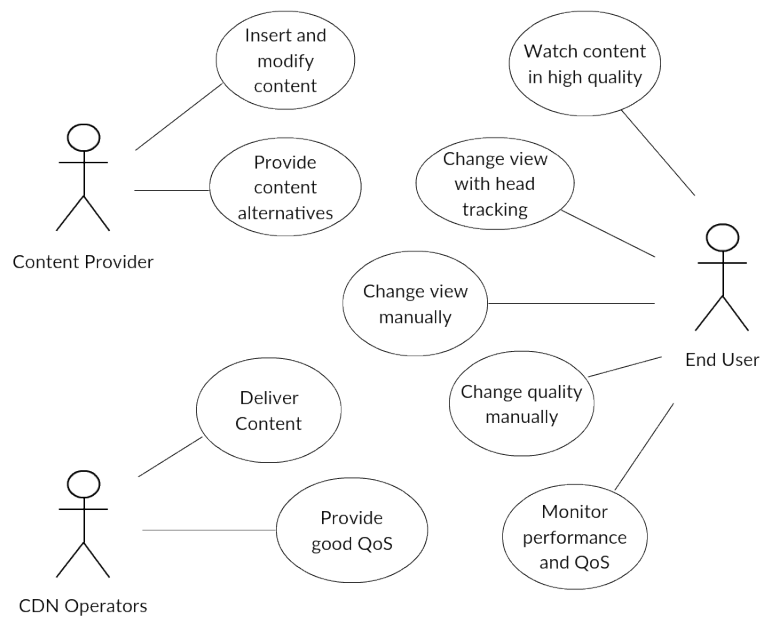 Insert and
modify
content
Watch content
in high quality
Provide
content
alternatives
Change view
with head
tracking
Content Provider
Change view
manually
End User
Deliver
Content
Change quality
manually
Provide
good QoS
Monitor
performance
and QoS
CDN Operators